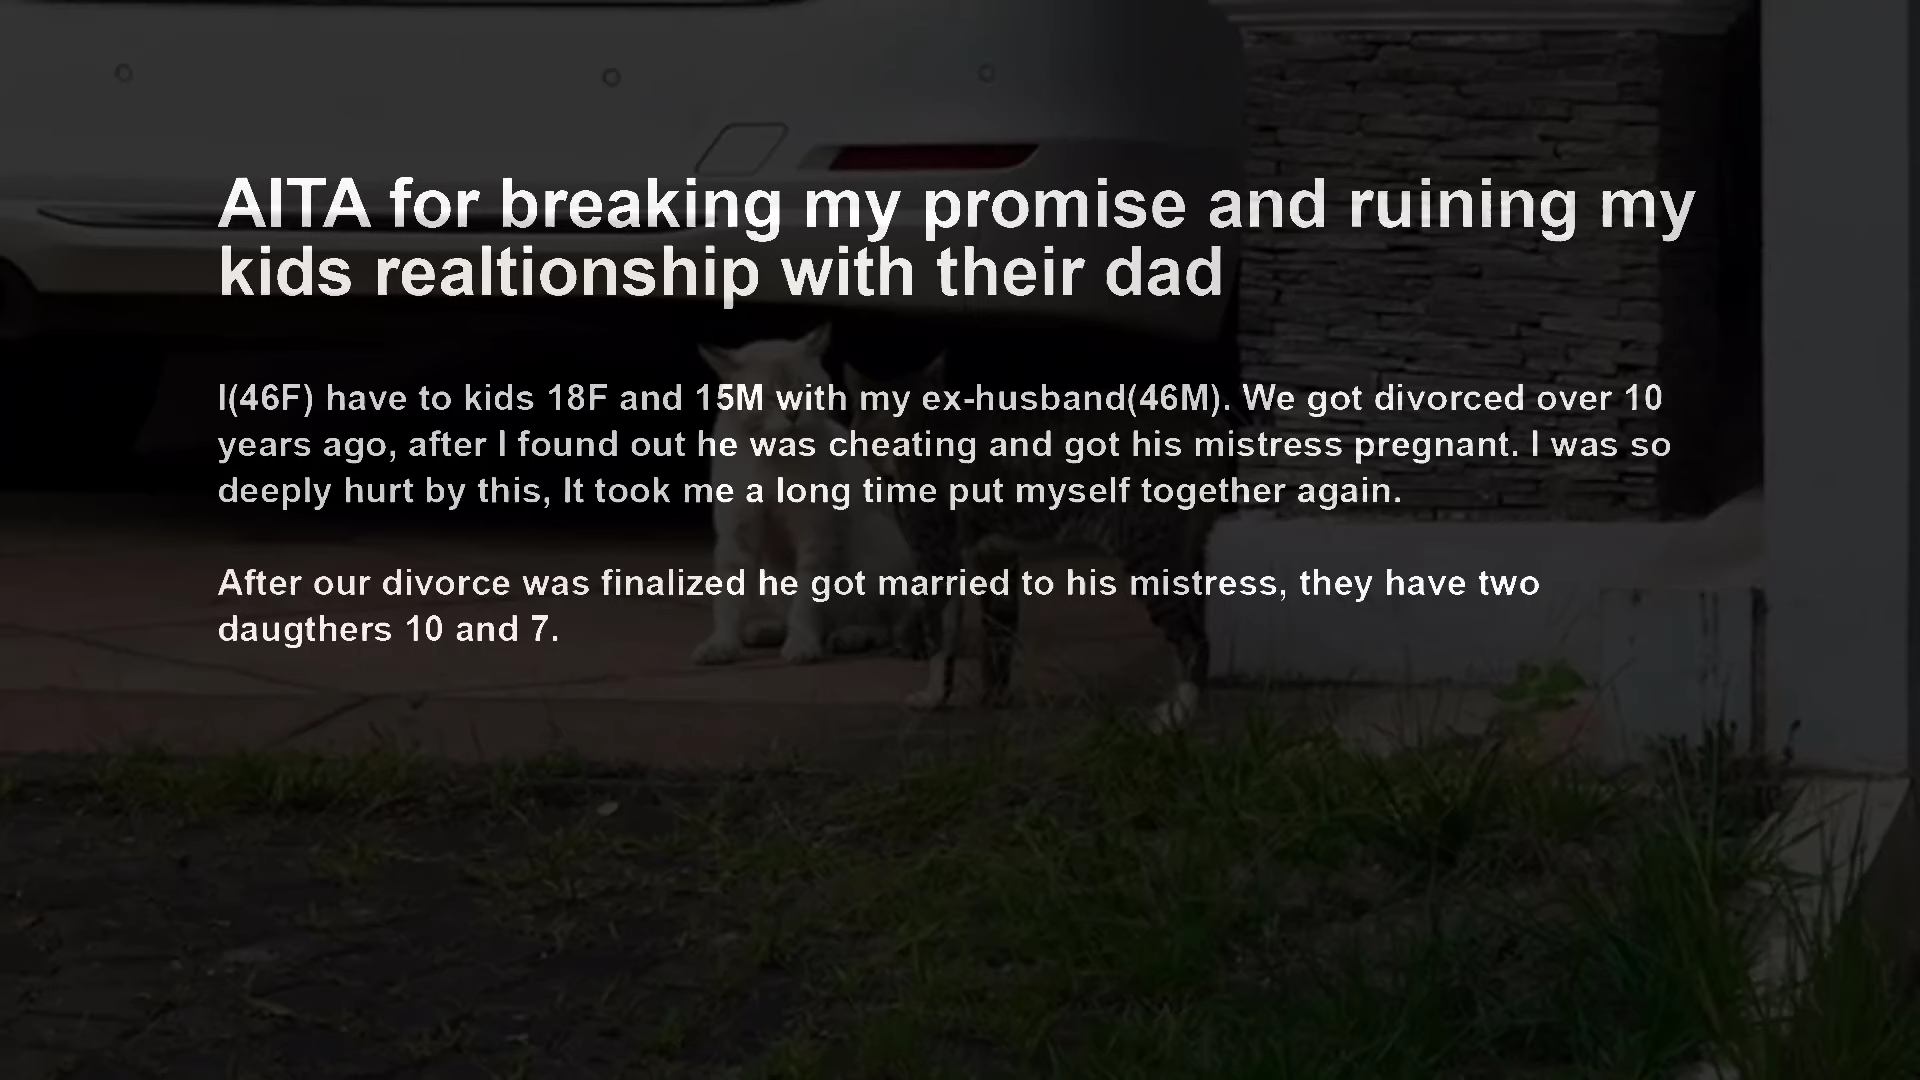 AITA for breaking my promise and ruining my
kids realtionship with their dad
I(46F) have to kids 18F and 15M with my ex-husband(46M). We got divorced over 10
years ago, after I found out he was cheating and got his mistress pregnant. I was so
deeply hurt by this, It took me a long time put myself together again.
After our divorce was finalized he got married to his mistress, they have two
daugthers 10 and 7.